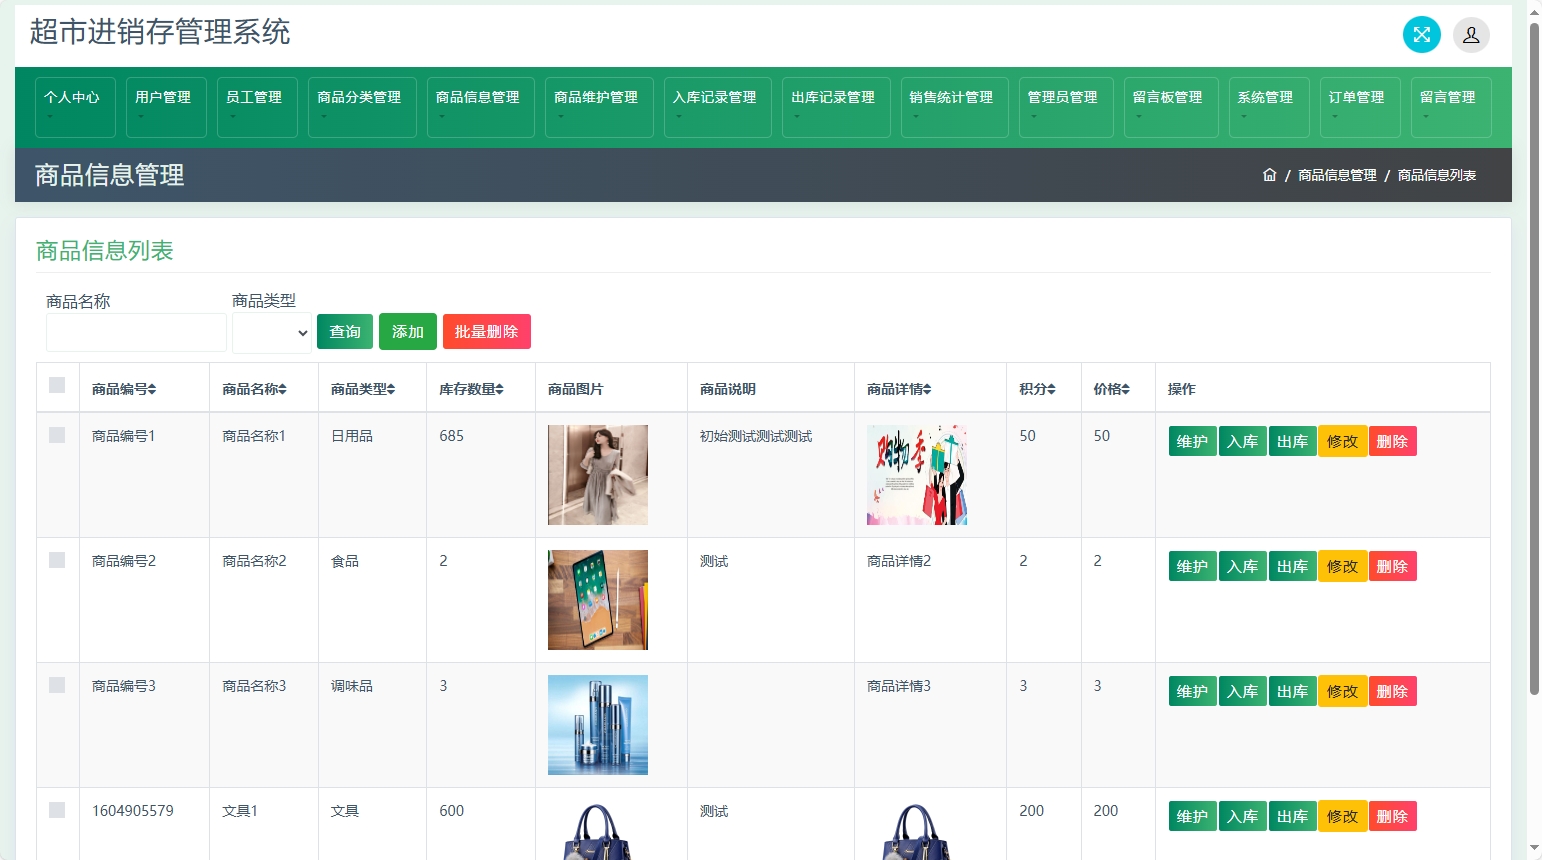 超市进销存管理系统
个人中心 用户管理 员工管理 商品分类管理 商品信息管理 商品维护管理 入库记录管理 出库记录管理 销售统计管理 管理员管理 留言板管理 系统管理 订单管理 留言管理
商品信息管理 / 商品信息管理 / 商品信息列表
商品信息列表
商品名称 商品类型
查询 添加 批量删除
商品编号 商品名称 商品类型 库存数量 商品图片 商品说明 商品详情 积分 价格 操作
商品编号1 商品名称1 日用品 685 初始测试测试测试 购物季 50 50 维护 入库 出库 修改 删除
商品编号2 商品名称2 食品 2 测试 商品详情2 2 2 维护 入库 出库 修改 删除
商品编号3 商品名称3 调味品 3 商品详情3 3 3 维护 入库 出库 修改 删除
1604905579 文具1 文具 600 测试 200 200 维护 入库 出库 修改 删除